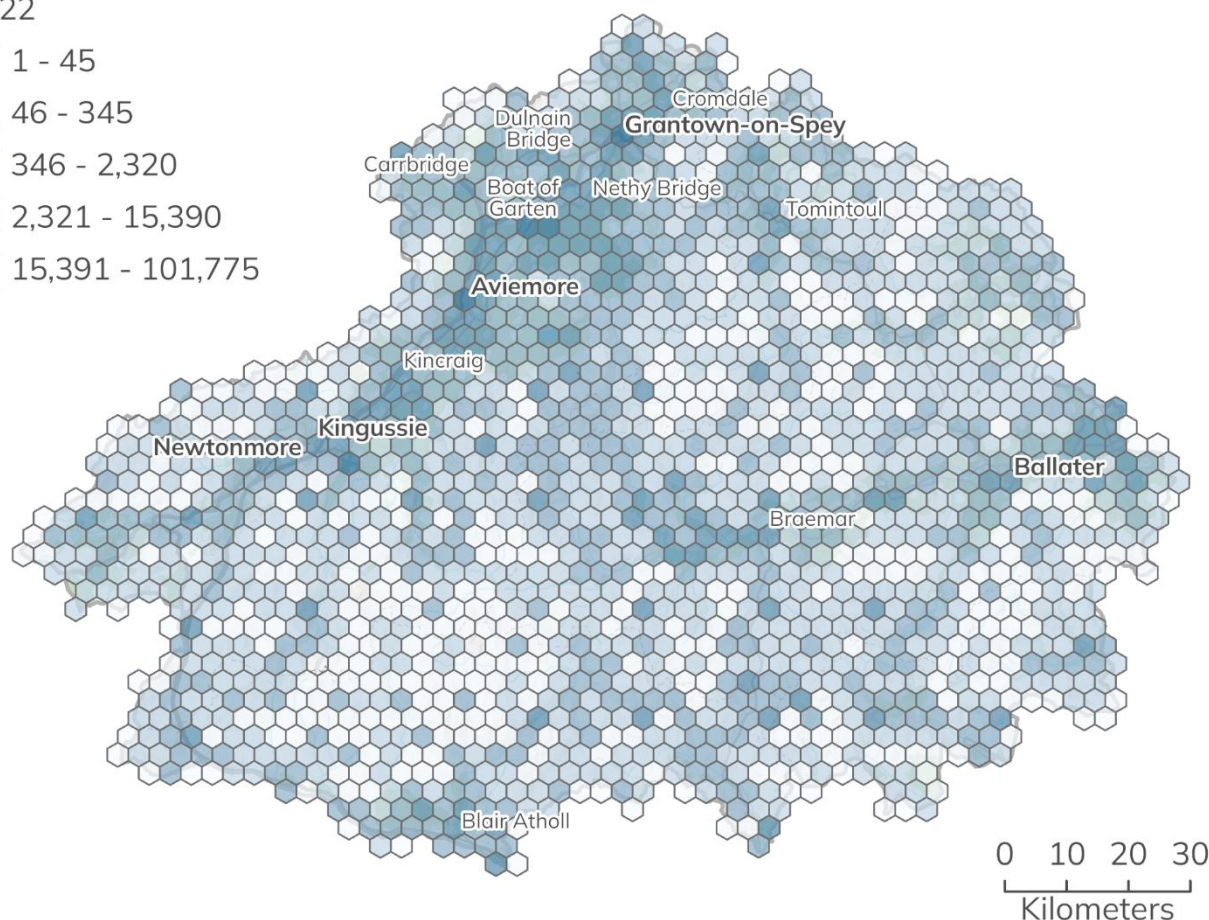 22
1 - 45
46 - 345
346 - 2,320
2,321 - 15,390
15,391 - 101,775
Cromdale
Dulnain
Bridge
Grantown-on-Spey
Carrbridge
Boat of
Garten
Nethy Bridge
Tomintoul
Aviemore
Kincraig
Kingussie
Newtonmore
Ballater
Braemar
Blair Atholl
0 10 20 30
Kilometers